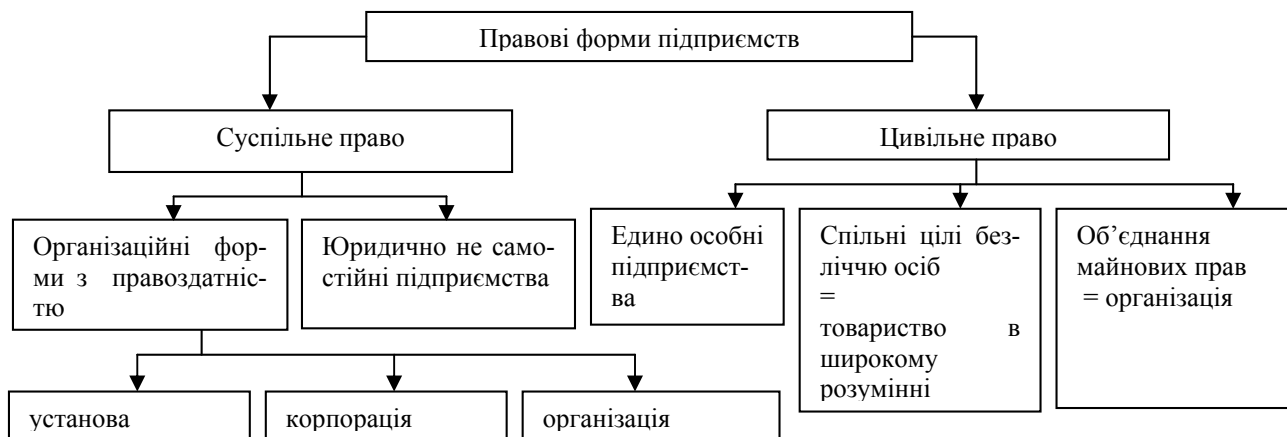 Правові форми підприємств
Суспільне право
Цивільне право
Організаційні фор-
ми з правоздатніс-
тю
Юридично не само-
стійні підприємства
Едино особні
підприємст-
ва
Спільні цілі без-
ліччю осіб
=
товариство в
широкому
розумінні
Об’єднання
майнових прав
= організація
установа
корпорація
організація